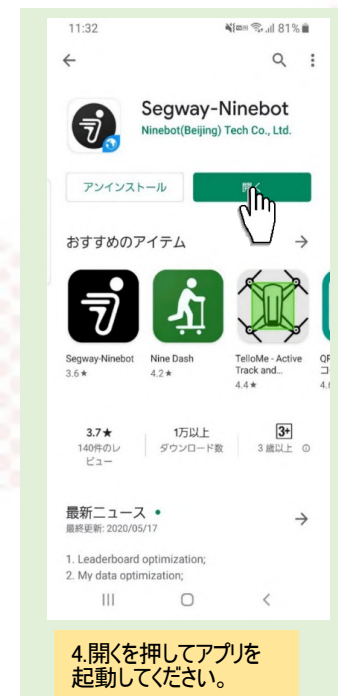 11:32
81%
Segway-Ninebot
Ninebot(Beijing) Tech Co., Ltd.
アンインストール
開く
おすすめのアイテム
Segway-Ninebot
3.6★
Nine Dash
4.2★
TelloMe - Active
Track and...
4.4★
QR
コ
4.
3.7★
140件のレ
ビュー
1万以上
ダウンロード数
3+
3 歳以上
最新ニュース •
最終更新: 2020/05/17
1. Leaderboard optimization;
2. My data optimization;
4.開くを押してアプリを
起動してください。